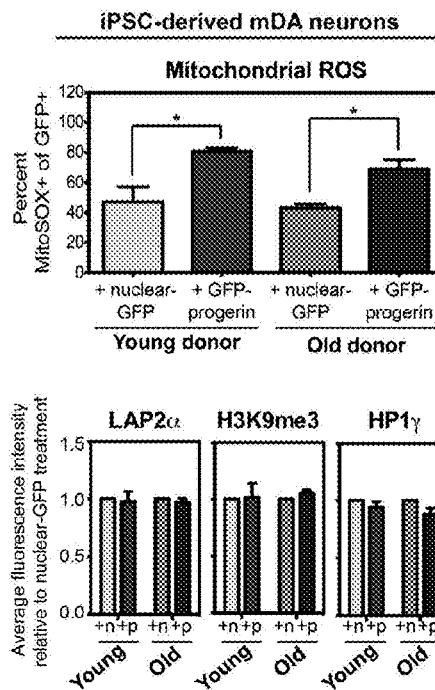 iPSC-derived mDA neurons
Mitochondrial ROS
Percent
MitoSOX+ of GFP+
120
100
80
60
40
20
0
*
*
+ nuclear-
GFP
+ GFP-
progerin
+ nuclear-
GFP
+ GFP-
progerin
Young donor
Old donor
LAP2α
H3K9me3
HP1γ
Average fluorescence intensity
relative to nuclear-GFP treatment
1.5
1.0
0.5
0.0
+n +p +n +p
+n +p +n +p
+n +p +n +p
Young
Old
Young
Old
Young
Old